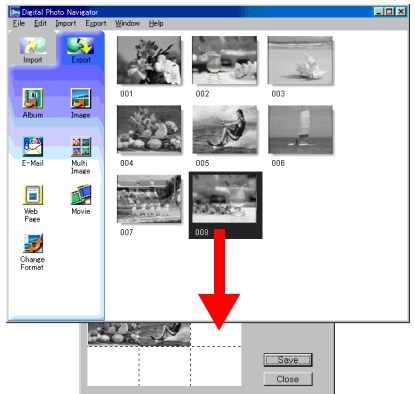 Digital Photo Navigator
File Edit Import Export Window Help
Import Export
001 002 003
Album Image
004 005 006
E-Mail Multi Image
Web Page Movie
007 008
Change Format
Save
Close